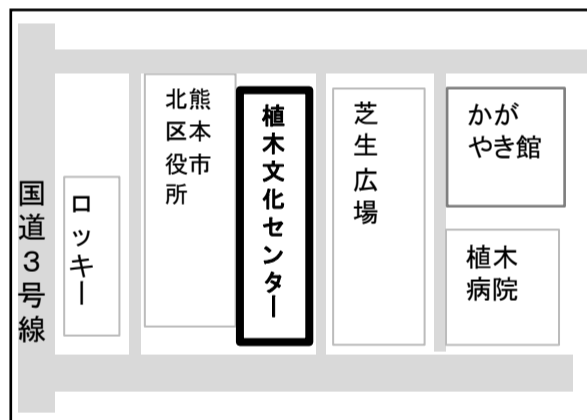 国道３号線
ロッキー
熊本市
北区役所
植木文化センター
芝生広場
かが
やき館
植木
病院